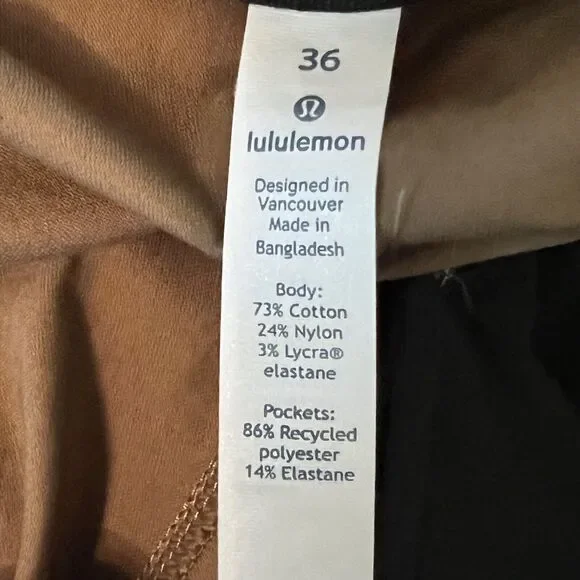 36
lululemon
Designed in
Vancouver
Made in
Bangladesh
Body:
73% Cotton
24% Nylon
3% Lycra®
elastane
Pockets:
86% Recycled
polyester
14% Elastane